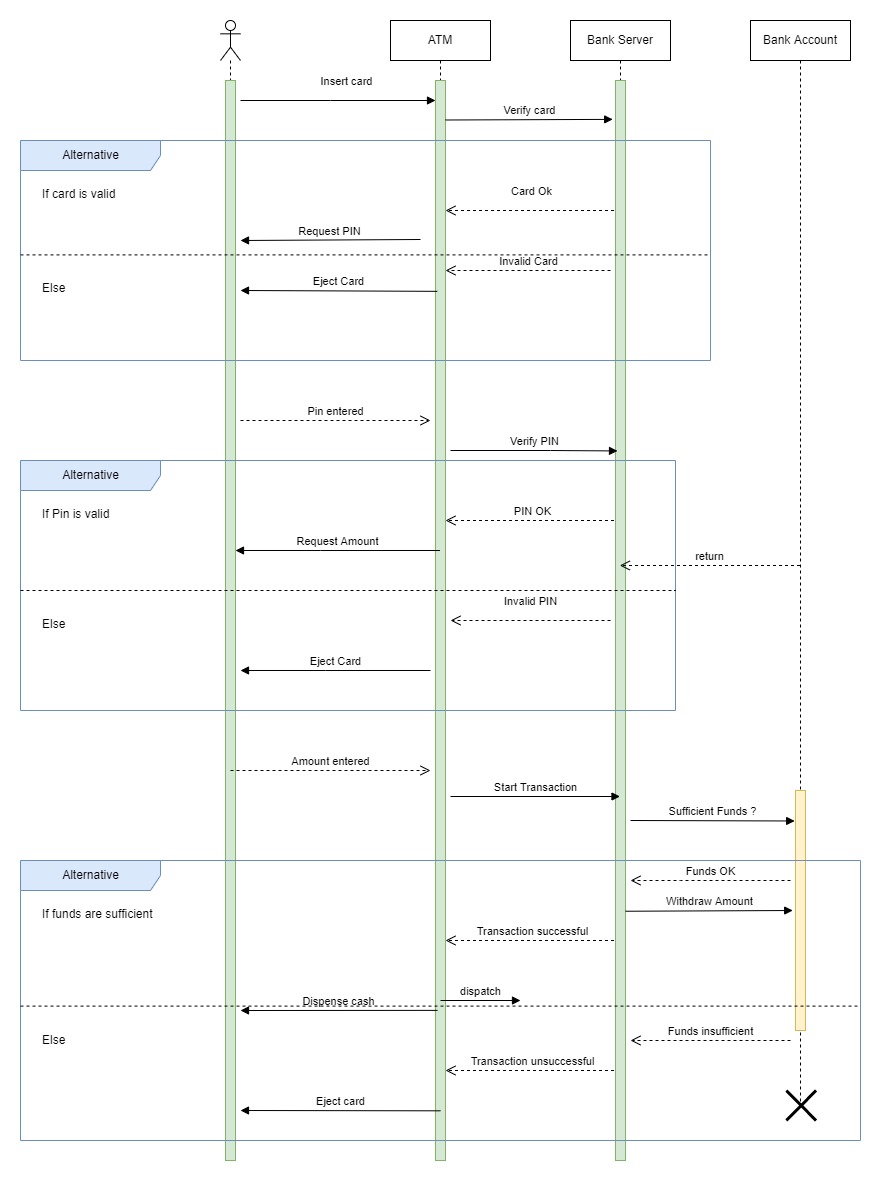 ATM
Bank Server
Bank Account
Insert card
Verify card
Alternative
If card is valid
Card Ok
Request PIN
Invalid Card
Eject Card
Else
Pin entered
Verify PIN
Alternative
If Pin is valid
PIN OK
Request Amount
return
Invalid PIN
Else
Eject Card
Amount entered
Start Transaction
Sufficient Funds ?
Alternative
Funds OK
Withdraw Amount
If funds are sufficient
Transaction successful
dispatch
Dispense cash
Funds insufficient
Else
Transaction unsuccessful
Eject card